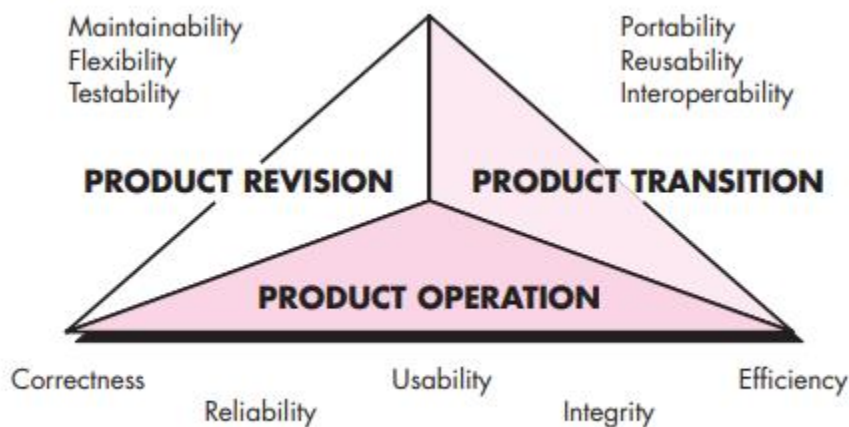 Maintainability
Flexibility
Testability
Portability
Reusability
Interoperability
PRODUCT REVISION
PRODUCT TRANSITION
PRODUCT OPERATION
Correctness
Usability
Efficiency
Reliability
Integrity